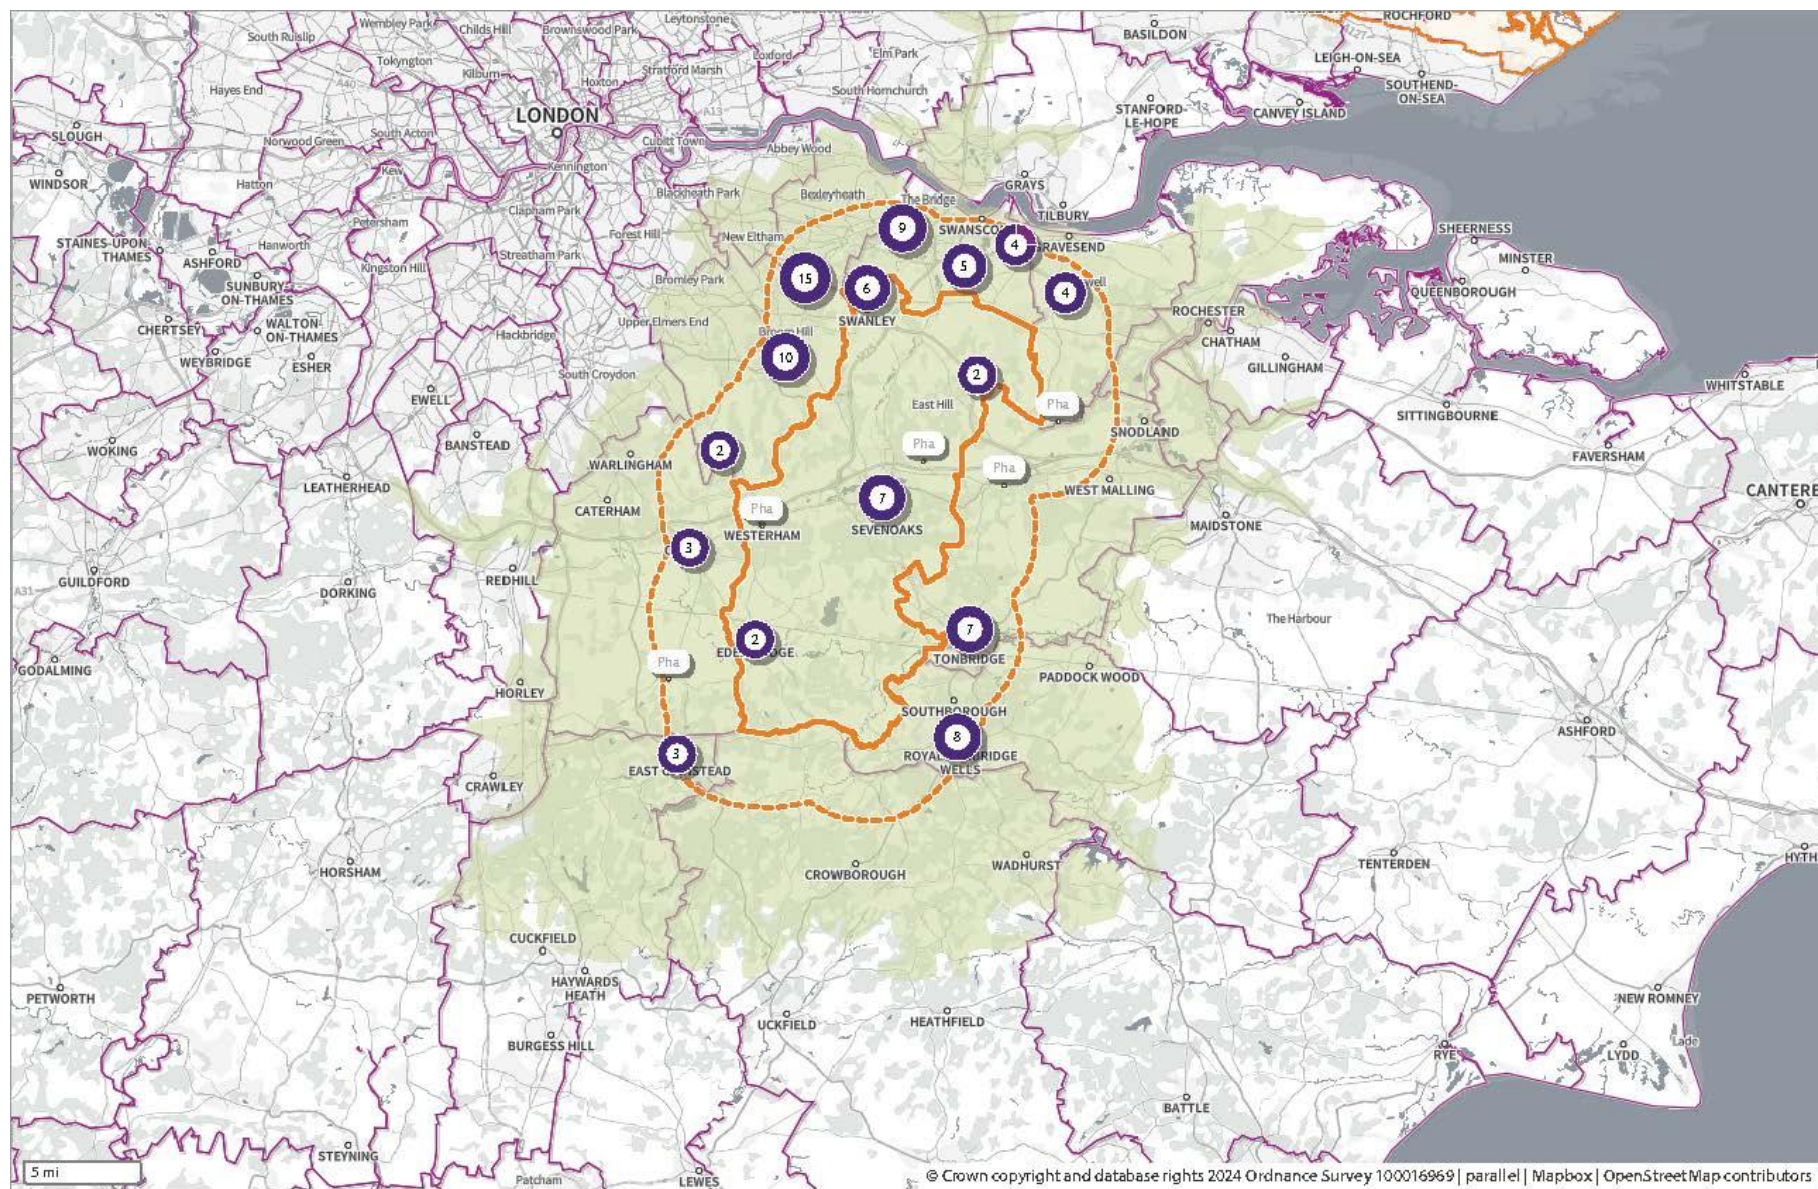 ROCHFORD
Wembley Park
Childs Hill
Brownswood Park
Leytonstone
South Ruislip
BASILDON
Loxford
Elm Park
LEIGH-ON-SEA
Tokyngton
Kilburn
Hoxton
Stratford Marsh
A127
Hayes End
A40
South Hornchurch
SOUTHEND-
ON-SEA
LONDON
A13
STANFORD-
LE-HOPE
CANVEY ISLAND
SLOUGH
South Acton
Norwood Green
Cubitt Town
Abbey Wood
Kennington
Kew
WINDSOR
Hatton
Blackheath Park
Bexleyheath
GRAYS
The Bridge
Clapham Park
TILBURY
Petersham
9
SWANSCO
SHEERNESS
STAINES-UPON-
THAMES
Hanworth
Forest Hill
New Eltham
4
GRAVESEND
ASHFORD
Streatham Park
MINSTER
Kingston Hill
5
15
Bromley Park
SUNBURY-
ON-THAMES
6
4
well
QUEENBOROUGH
ROCHESTER
CHERTSEY
WALTON-
ON-THAMES
Upper Elmers End
SWANLEY
Hackbridge
CHATHAM
WEYBRIDGE
ESHER
10
GILLINGHAM
South Croydon
2
WHITSTABLE
EWELL
East Hill
Pha
SITTINGBOURNE
SNODLAND
WOKING
BANSTEAD
2
Pha
FAVERSHAM
WARLINGHAM
Pha
LEATHERHEAD
WEST MALLING
CANTERB
7
CATERHAM
Pha
SEVENOAKS
MAIDSTONE
WESTERHAM
3
GUILDFORD
REDHILL
A31
DORKING
The Harbour
7
2
TONBRIDGE
Pha
GODALMING
PADDOCK WOOD
HORLEY
SOUTHBOROUGH
ASHFORD
8
3
WELLS
CRAWLEY
HORSHAM
CROWBOROUGH
WADHURST
TENTERDEN
HYTH
CUCKFIELD
HAYWARDS
HEATH
PETWORTH
NEW ROMNEY
UCKFIELD
HEATHFIELD
BURGESS HILL
RYE
LYDD
Lade
BATTLE
STEYNING
5 mi
Patcham
LEWES
© Crown copyright and database rights 2024 Ordnance Survey 100016969 | parallel | Mapbox | OpenStreetMap contributors